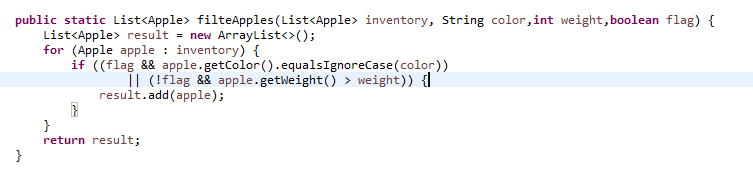 public static List<Apple> filteApples(List<Apple> inventory, String color,int weight,boolean flag) {
    List<Apple> result = new ArrayList<>();
    for (Apple apple : inventory) {
        if ((flag && apple.getColor().equalsIgnoreCase(color))
                || (!flag && apple.getWeight() > weight)) {
            result.add(apple);
        }
    }
    return result;
}